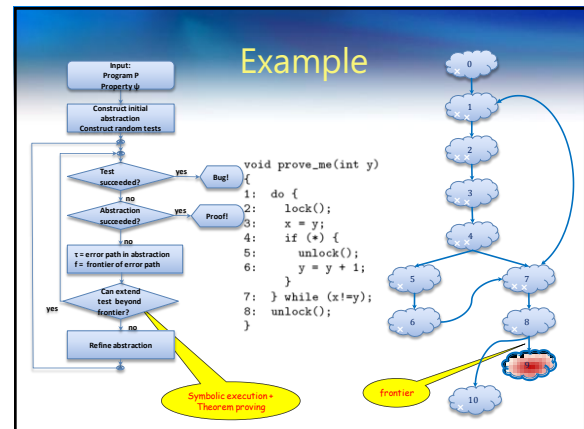 Example
Input:
Program P
Property ψ
Construct initial
abstraction
Construct random tests
Test
succeeded?
yes
Bug!
no
Abstraction
succeeded?
yes
Proof!
no
τ = error path in abstraction
f = frontier of error path
Can extend
test beyond
frontier?
yes
no
Refine abstraction
Symbolic execution +
Theorem proving
void prove_me(int y)
{
1: do {
2: lock();
3: x = y;
4: if (*) {
5: unlock();
6: y = y + 1;
}
7: } while (x!=y);
8: unlock();
}
frontier
0
×
1
×
2
×
3
×
4
×
5
×
7
×
6
×
8
×
9
10
×